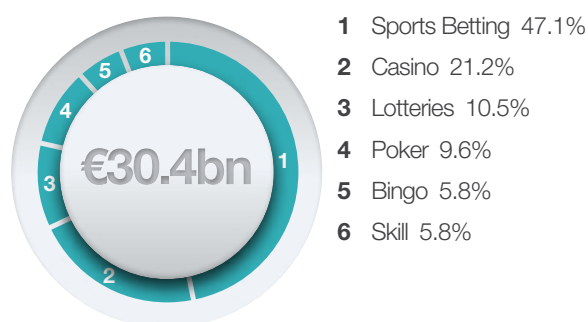 1 Sports Betting 47.1%
2 Casino 21.2%
3 Lotteries 10.5%
4 Poker 9.6%
5 Bingo 5.8%
6 Skill 5.8%
€30.4bn
1
2
3
4
5
6